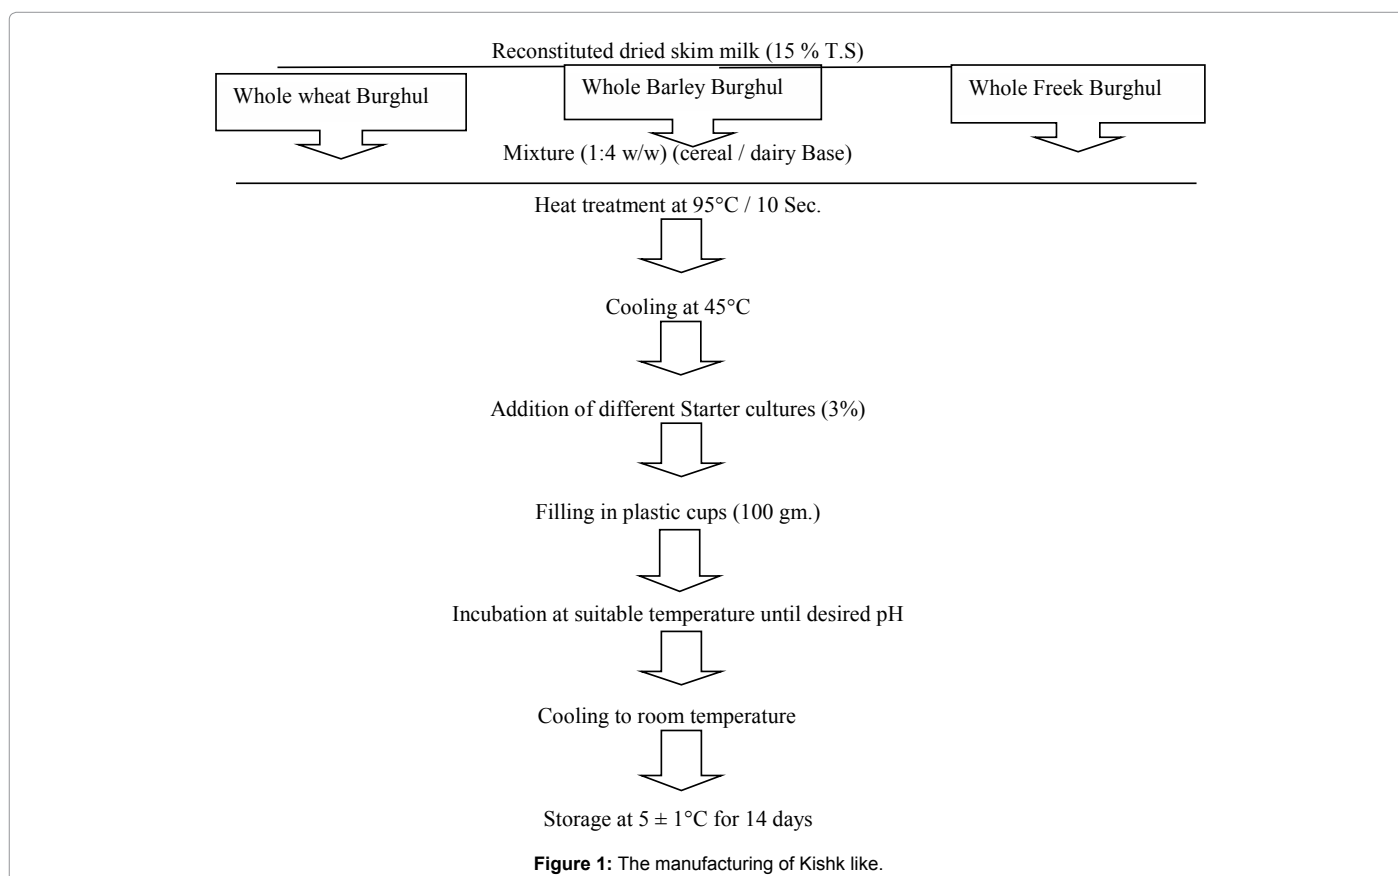 Reconstituted dried skim milk (15 % T.S)
Whole wheat Burghul
Whole Barley Burghul
Whole Freek Burghul
Mixture (1:4 w/w) (cereal / dairy Base)
Heat treatment at 95°C / 10 Sec.
Cooling at 45°C
Addition of different Starter cultures (3%)
Filling in plastic cups (100 gm.)
Incubation at suitable temperature until desired pH
Cooling to room temperature
Storage at 5 ± 1°C for 14 days
Figure 1: The manufacturing of Kishk like.